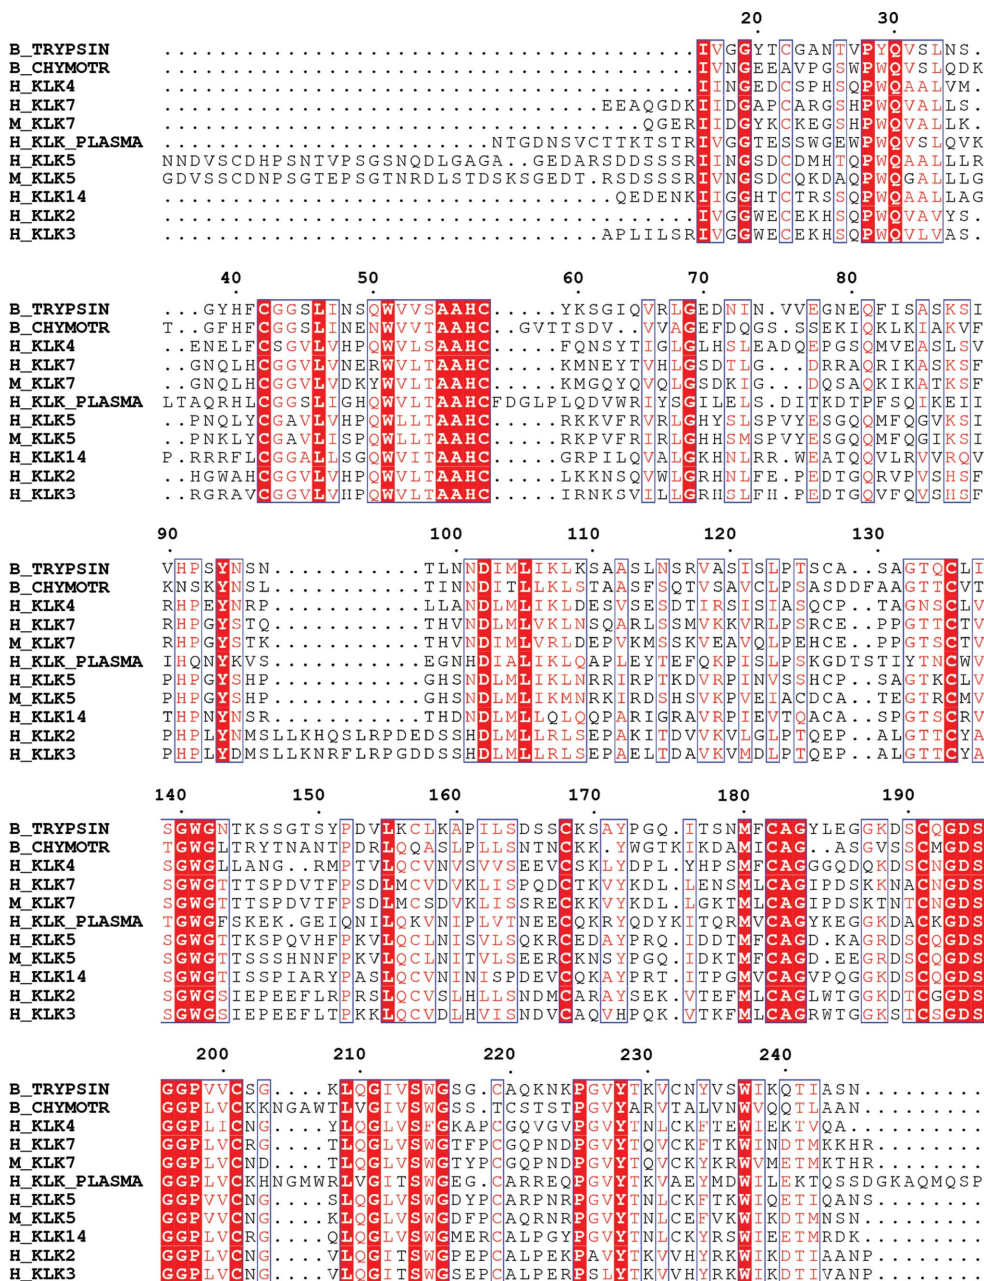 20 30
B_TRYPSIN ........................................IVGGYTCGANTVPYQVSLNS.
B_CHYMOTR ........................................IVNGEEAVPGSWPWQVSLQDK
H_KLK4 ........................................IINGEDCSPHSQPWQAALVM.
H_KLK7 .................................EEAQGDKIIDGAPCARGSHPWQVALLS.
M_KLK7 ....................................QGERIIDGYKCKEGSHPWQVALLK.
H_KLK_PLASMA .........................NTGDNSVCTTKTSTRIVGGTESSWGEWPWQVSLQVK
H_KLK5 NNDVSCDHPSNTVPSGSNQDLGAGA...GEDARSDDSSSRIINGSDCDMHTQPWQAALLLR
M_KLK5 GDVSSCDNPSGTEPSGTNRDLSTDSKSGEDT.RSDDSSSRIVNGSDCQKDAQPWQGALLLG
H_KLK14 ..................................QEDENKIIGGHTCTRSSQPWQAALLAG
H_KLK2 ........................................IVGGWECEKHSQPWQVAVYS.
H_KLK3 .................................APLILSRIVGGWECEKHSQPWQVLVAS.
40 50 60 70 80
B_TRYPSIN ...GYHFCGGSLINSQWVVSAAHC.....YKSGIQVRLGEDNIN.VVEGNEQFISASKSI
B_CHYMOTR T..GFHFCGGSLINENWVVTAAHC....GVTTSDV.VVAGEFDQGS.SSEKIQKLKIAKVF
H_KLK4 ..ENELFCSGVLVHPQWVLSAAHC.....FQNSYTIGLGLHSLEADQEPGSQMVEASLSV
H_KLK7 ..GNQLHCGGVLVNERWVLTAAHC.....KMNEYTVHLGSDTLG..DRRAQRIKASKSF
M_KLK7 ..GNQLHCGGVLVDKYWVLTAAHC.....KMGQYQVQLGSDKIG..DQSAQKIKATKSF
H_KLK_PLASMA LTAQRHLCGGSLIGHQWVLTAAHCFDGLPLQDVWRIYSGILELS.DITKDTPFSQIKEII
H_KLK5 ..PNQLYCGAVLVHPQWLLTAAHC.....RKKVFRVRLGHYSLSPVYESGQQMFQGVKSI
M_KLK5 ..PNKLYCGAVLISPQWLLTAAHC.....RKPVFRIRLGHHSMSPVYESGQQMFQGIKSI
H_KLK14 P.RRRFLCGGALLSGQWVITAAHC.....GRPILQVALGKHNLRR.WEATQQVLRVVRQV
H_KLK2 ..HGWAHCGGVLVHPQWVLTAAHC.....LKKNSQVWLGRHNLFE.PEDTGQRVPVSHSF
H_KLK3 ..RGRAVCGGVLVHPQWVLTAAHC.....IRNKSVILLGRHSLFH.PEDTGQVFQVSHSF
90 100 110 120 130
B_TRYPSIN VHPSYNSN...........TLNNDIMLIKLKSAASLNSRVASISLPTSCA..SAGTQCLI
B_CHYMOTR KNSKYNSL...........TINNDITLLKLSTAASFSQTVSAVCLPSASDDFAAGTTCVT
H_KLK4 RHPEYNRP...........LLANDLMLIKLDESVSESDTIRSISIASQCP..TAGNSCLV
H_KLK7 RHPGYSTQ...........THVNDLMLVKLNSQARLSSMVKKVRLPSRCE..PPGTTCTV
M_KLK7 RHPGYSTK...........THVNDIMLVRLDEPVKMSSKVEAVQLPEHCE..PPGTSCTV
H_KLK_PLASMA IHQNYKVS...........EGNHDIALIKLQAPLEYTEFQKPISLPSKGDTSTIYTNCWV
H_KLK5 PHPGYSHP...........GHSNDLMLIKLNRRIRPTKDVRPINVSSHCP..SAGTKCLV
M_KLK5 PHPGYSHP...........GHSNDLMLIKMNRKIRDSHSVKPVEIACDCA..TEGTRCMV
H_KLK14 THPNYNSR...........THDNDLMLLQLQQPARIGRAVRPIEVTQACA..SPGTSCRV
H_KLK2 PHPLYNMSLLKHQSLRPDEDSSHDLMLLRLSEPAKITDVVKVLGLPTQEP..ALGTTCYA
H_KLK3 PHPLYDMSLLKNRFLRPGDDSSHDLMLLRLSEPAELTDAVKVMDLPTQEP..ALGTTCYA
140 150 160 170 180 190
B_TRYPSIN SGWGNTKSSGTSYPDVLKCLKAPILSDSSCKSAYPGQ.ITSNMFCAGYLEGGKDSCQGDS
B_CHYMOTR TGWGLTRYTNANTPDRLQQASLPLLSNTNCKK.YWGTKIKDAMICAG..ASGVSSCMGDS
H_KLK4 SGWGLLANG..RMPTVLQCVNVSVVSEEVCSKLYDPL.YHPSMFCAGGGQDQKDSCNGDS
H_KLK7 SGWGTTTSPDVTFPSDLMCVDVKLISPQDCTKVYKDL.LENSMLCAGIPDSKKNACNGDS
M_KLK7 SGWGTTTSPDVTFPSDLMCSDVKLISSRECKKVYKDL.LGKTMLCAGIPDSKTNTCNGDS
H_KLK_PLASMA TGWGFSKEK.GEIQNILQKVNIPLVTNEECQKRYQDYKITQRMVCAGYKEGGKDACKGDS
H_KLK5 SGWGTTKSPQVHFPKVLQCLNISVLSQKRCEDAYPRQ.IDDTMFCAGD.KAGRDSCQGDS
M_KLK5 SGWGTTSSSHNNFPKVLQCLNITVLSEERCKNSYPGQ.IDKTMFCAGD.EEGRDSCQGDS
H_KLK14 SGWGTISSPIARYPASLQCVNINISPDEVCQKAYPRT.ITPGMVCAGVPQGGKDSCQGDS
H_KLK2 SGWGSIEPEEFLRPRSLQCVSLHLLSNDMCARAYSEK.VTEFMLCAGLWTGGKDTCGGDS
H_KLK3 SGWGSIEPEEFLTPKKLQCVDLHVISNDVCAQVHPQK.VTKFMLCAGRWTGGKSTCSGDS
200 210 220 230 240
B_TRYPSIN GGPVVCSG....KLQGIVSWGSG.CAQKNKPGVYTKVCNYVSWIKQTIASN........
B_CHYMOTR GGPLVCKKNGAWTLVGIVSWGSS.TCSTSTPGVYARVTALVNWVQQTLAAN........
H_KLK4 GGPLICNG....YLQGLVSFGKAPCGQVGVPGVYTNLCKFTEWIEKTVQA.........
H_KLK7 GGPLVCRG....TLQGLVSWGTFPCGQPNDPGVYTQVCKFTKWINDTMKKHR.......
M_KLK7 GGPLVCND....TLQGLVSWGTYPCGQPNDPGVYTQVCKYKRWVMETMKTHR.......
H_KLK_PLASMA GGPLVCKHNGMWRLVGITSWGEG.CARREQPGVYTKVAEYMDWILEKTQSSDGKAQMQSP
H_KLK5 GGPVVCNG....SLQGLVSWGDYPCARPNRPGVYTNLCKFTKWIQETIQANS.......
M_KLK5 GGPVVCNG....KLQGLVSWGDFPCAQRNRPGVYTNLCEFVKWIKDTMNSN........
H_KLK14 GGPLVCRG....QLQGLVSWGMERCALPGYPGVYTNLCKYRSWIEETMRDK........
H_KLK2 GGPLVCNG....VLQGITSWGPEPCALPEKPAVYTKVVHYRKWIKDTIAANP.......
H_KLK3 GGPLVCNG....VLQGITSWGSEPCALPERPSLYTKVVHYRKWIKDTIVANP.......